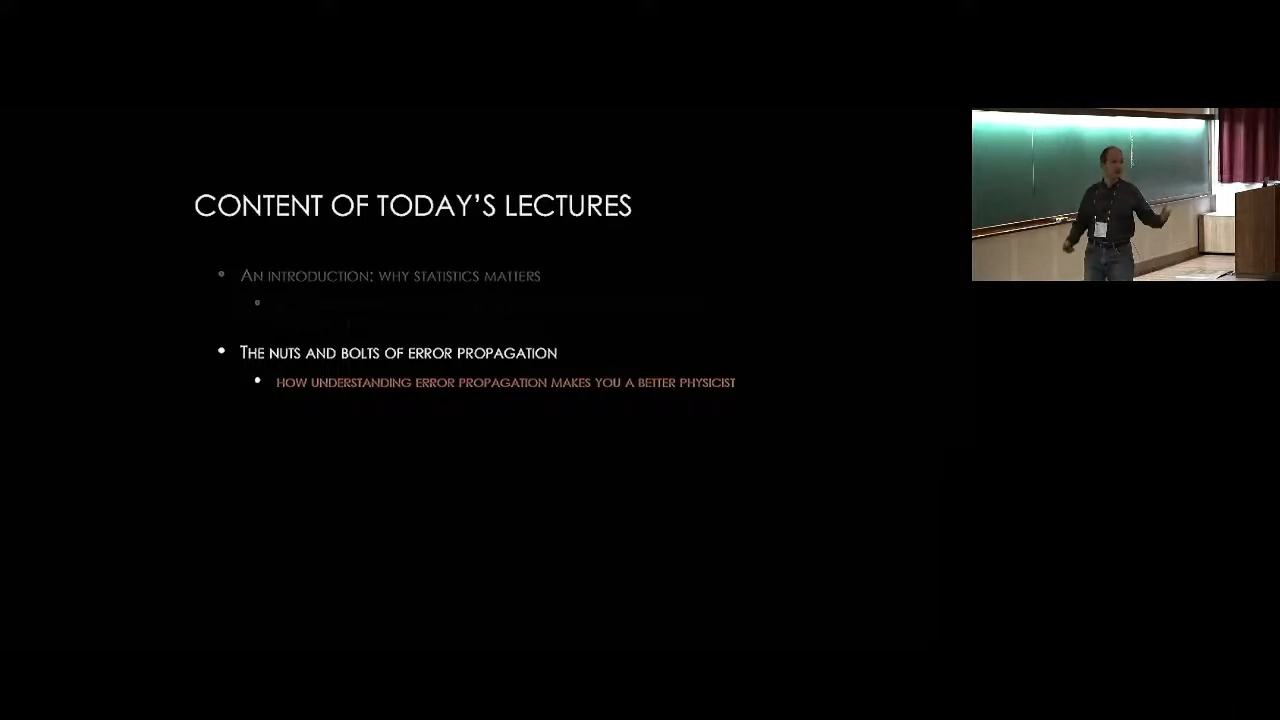 CONTENT OF TODAY'S LECTURES
• AN INTRODUCTION: WHY STATISTICS MATTERS
•
• THE NUTS AND BOLTS OF ERROR PROPAGATION
• HOW UNDERSTANDING ERROR PROPAGATION MAKES YOU A BETTER PHYSICIST